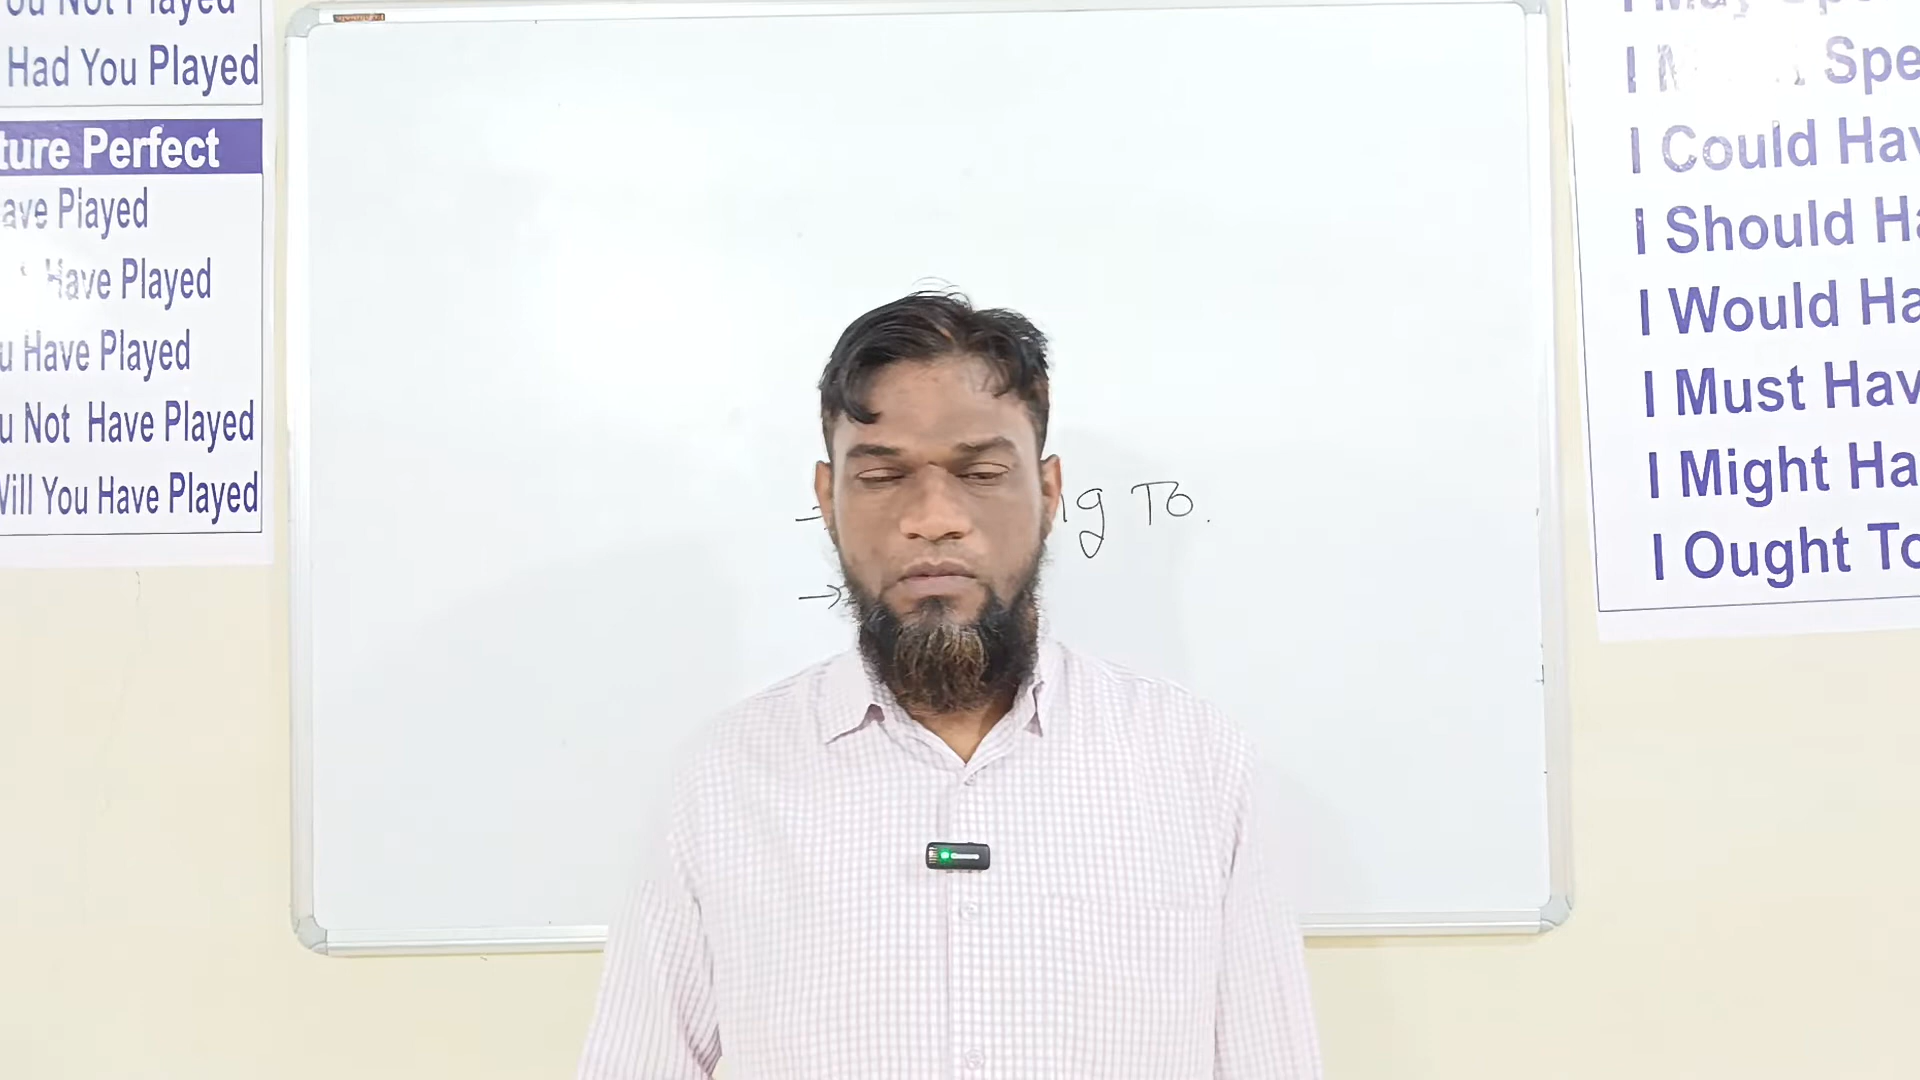 Had You Played
ture Perfect
ave Played
Have Played
u Have Played
u Not Have Played
Will You Have Played
g To.
→
I Spe
I Could Hav
I Should Ha
I Would Ha
I Must Hav
I Might Ha
I Ought To